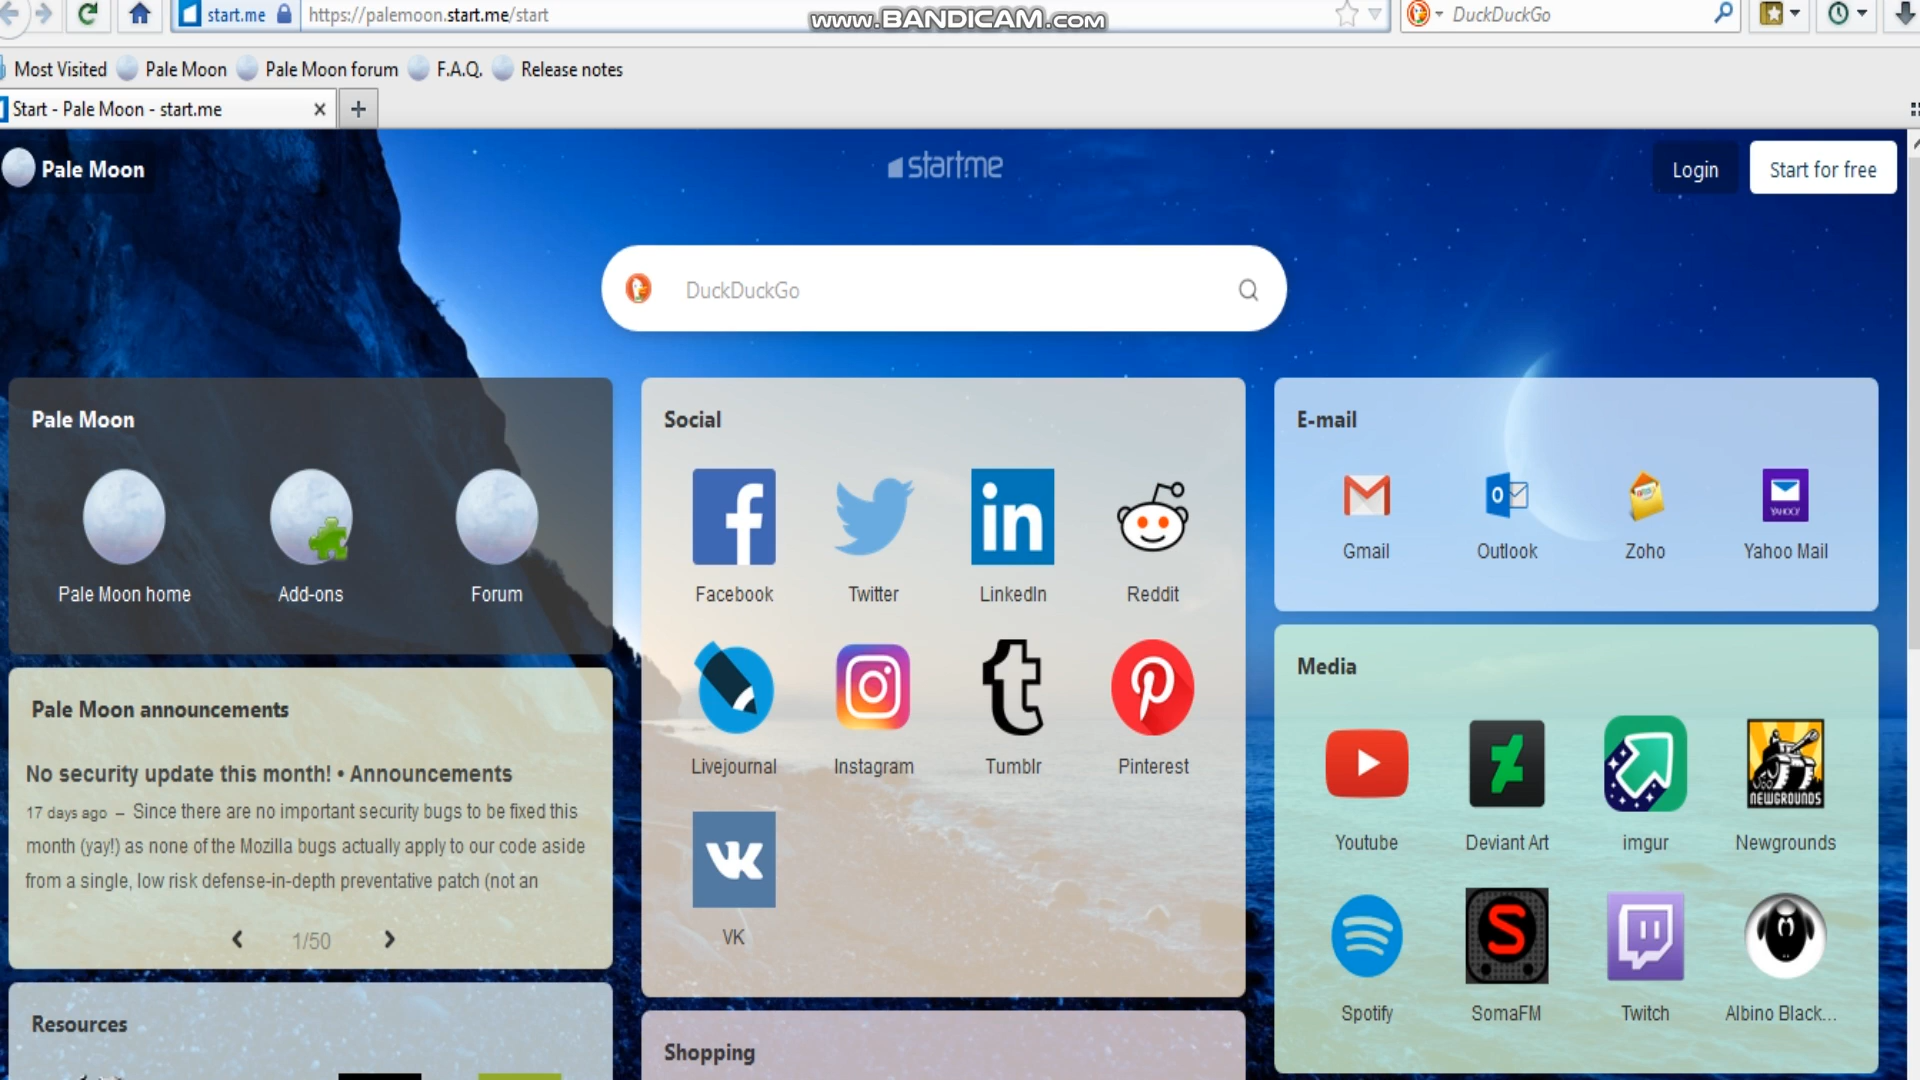 start.me
https://palemoon.start.me/start
www.BANDICAM.com
DuckDuckGo
Most Visited
Pale Moon
Pale Moon forum
F.A.Q.
Release notes
Start - Pale Moon - start.me
Pale Moon
start!me
Login
Start for free
DuckDuckGo
Pale Moon
Pale Moon home
Add-ons
Forum
Pale Moon announcements
No security update this month! • Announcements
17 days ago – Since there are no important security bugs to be fixed this
month (yay!) as none of the Mozilla bugs actually apply to our code aside
from a single, low risk defense-in-depth preventative patch (not an
1/50
Resources
Social
Facebook
Twitter
in
LinkedIn
Reddit
Livejournal
Instagram
Tumblr
Pinterest
VK
Shopping
E-mail
Gmail
Outlook
Zoho
YAHOO!
Yahoo Mail
Media
Youtube
Deviant Art
imgur
NEWGROUNDS
Newgrounds
Spotify
S
SomaFM
Twitch
Albino Black...